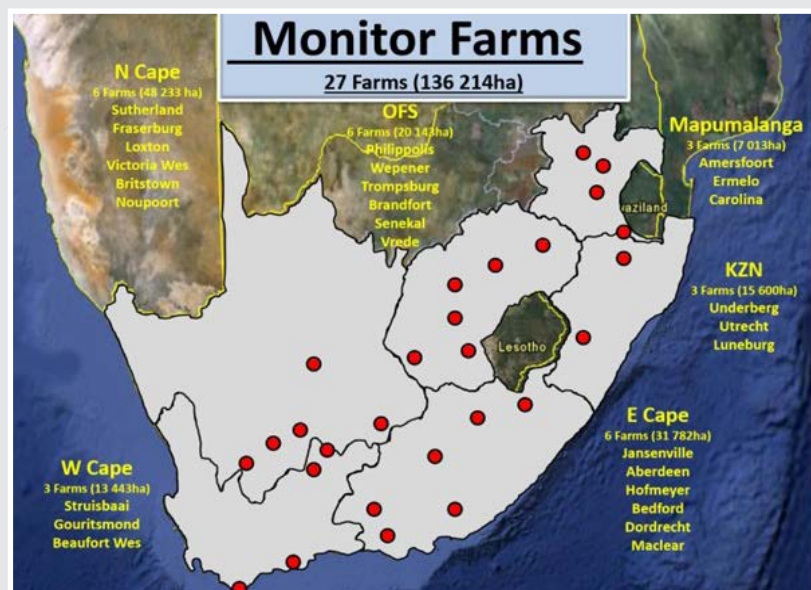 Monitor Farms
27 Farms (136 214ha)
N Cape
6 Farms (48 233 ha)
Sutherland
Fraserburg
Loxton
Victoria Wes
Britstown
Noupoort
OFS
6 Farms (20 143ha)
Philippolis
Wepener
Trompsburg
Brandfort
Senekal
Vrede
Mapumalanga
3 Farms (7 013ha)
Amersfoort
Ermelo
Carolina
waziland
KZN
3 Farms (15 600ha)
Underberg
Utrecht
Luneburg
Lesotho
E Cape
6 Farms (31 782ha)
Jansenville
Aberdeen
Hofmeyer
Bedford
Dordrecht
Maclear
W Cape
3 Farms (13 443ha)
Struisbaai
Gouritsmond
Beaufort Wes